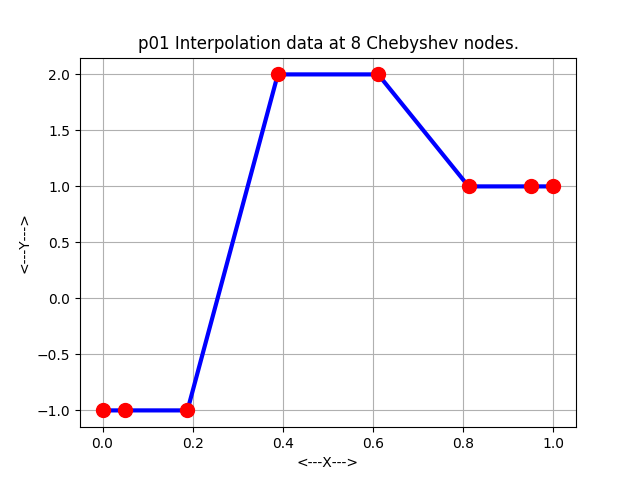 p01 Interpolation data at 8 Chebyshev nodes.
2.0
1.5
1.0
0.5
0.0
−0.5
−1.0
<---Y--->
0.0 0.2 0.4 0.6 0.8 1.0
<---X--->